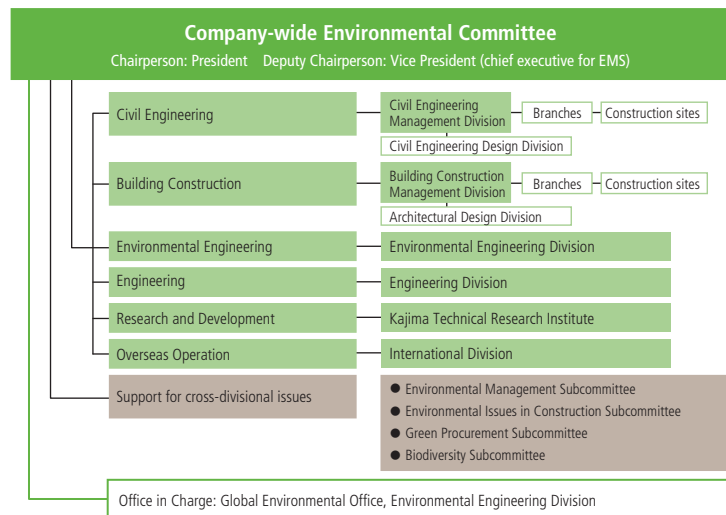 Company-wide Environmental Committee
Chairperson: President Deputy Chairperson: Vice President (chief executive for EMS)
Civil Engineering
Civil Engineering
Management Division
Branches
Construction sites
Civil Engineering Design Division
Building Construction
Building Construction
Management Division
Branches
Construction sites
Architectural Design Division
Environmental Engineering
Environmental Engineering Division
Engineering
Engineering Division
Research and Development
Kajima Technical Research Institute
Overseas Operation
International Division
Support for cross-divisional issues
● Environmental Management Subcommittee
● Environmental Issues in Construction Subcommittee
● Green Procurement Subcommittee
● Biodiversity Subcommittee
Office in Charge: Global Environmental Office, Environmental Engineering Division